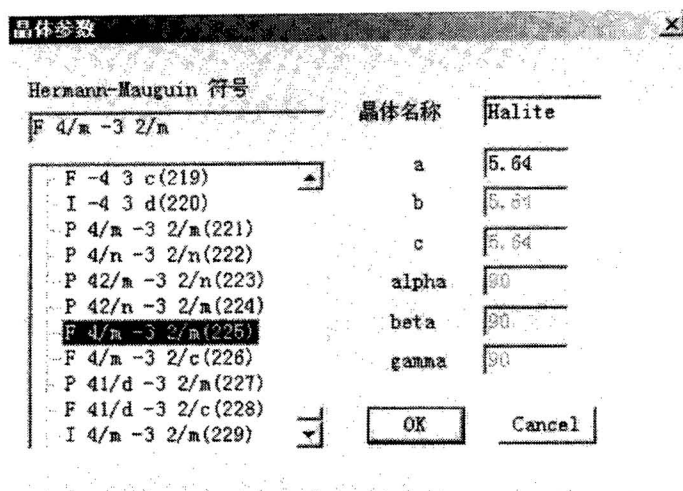 晶体参数
Hermann-Mauguin 符号
F 4/m -3 2/m
F -4 3 c(219)
I -4 3 d(220)
P 4/m -3 2/m(221)
P 4/n -3 2/n(222)
P 42/m -3 2/n(223)
P 42/n -3 2/m(224)
F 4/m -3 2/m(225)
F 4/m -3 2/c(226)
P 41/d -3 2/m(227)
F 41/d -3 2/c(228)
I 4/m -3 2/m(229)
晶体名称 Halite
a 5.64
b 5.64
c 5.64
alpha 90
beta 90
gamma 90
OK Cancel